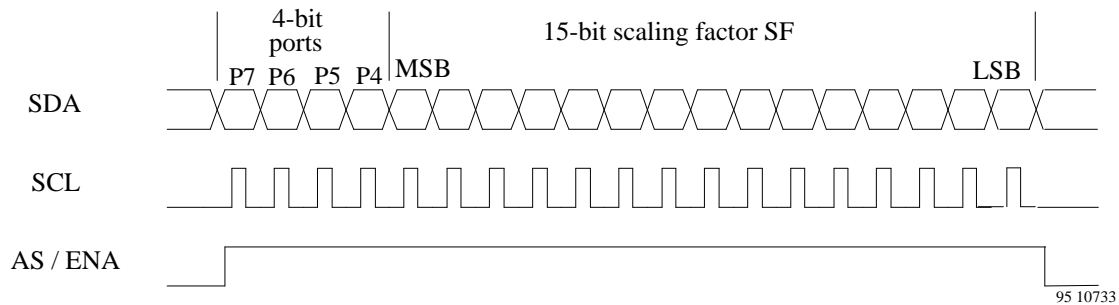 4-bit
ports
15-bit scaling factor SF
P7 P6 P5 P4 MSB LSB
SDA
SCL
AS / ENA
95 10733